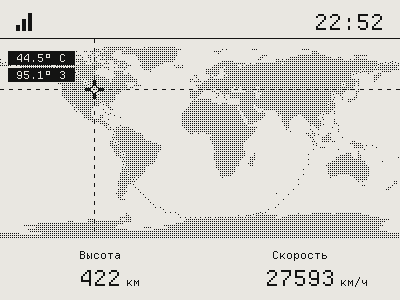 22:52
44.5° С
95.1° З
Высота
Скорость
422 км
27593 км/ч